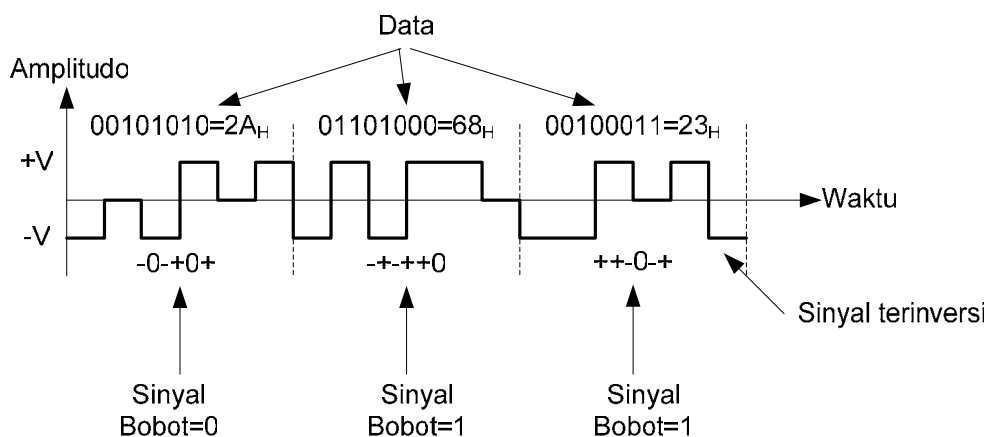 Data
Amplitudo
00101010=2AH
01101000=68H
00100011=23H
+V
Waktu
-V
-0-+0+
-+-++0
++-0-+
Sinyal terinversi
Sinyal
Bobot=0
Sinyal
Bobot=1
Sinyal
Bobot=1